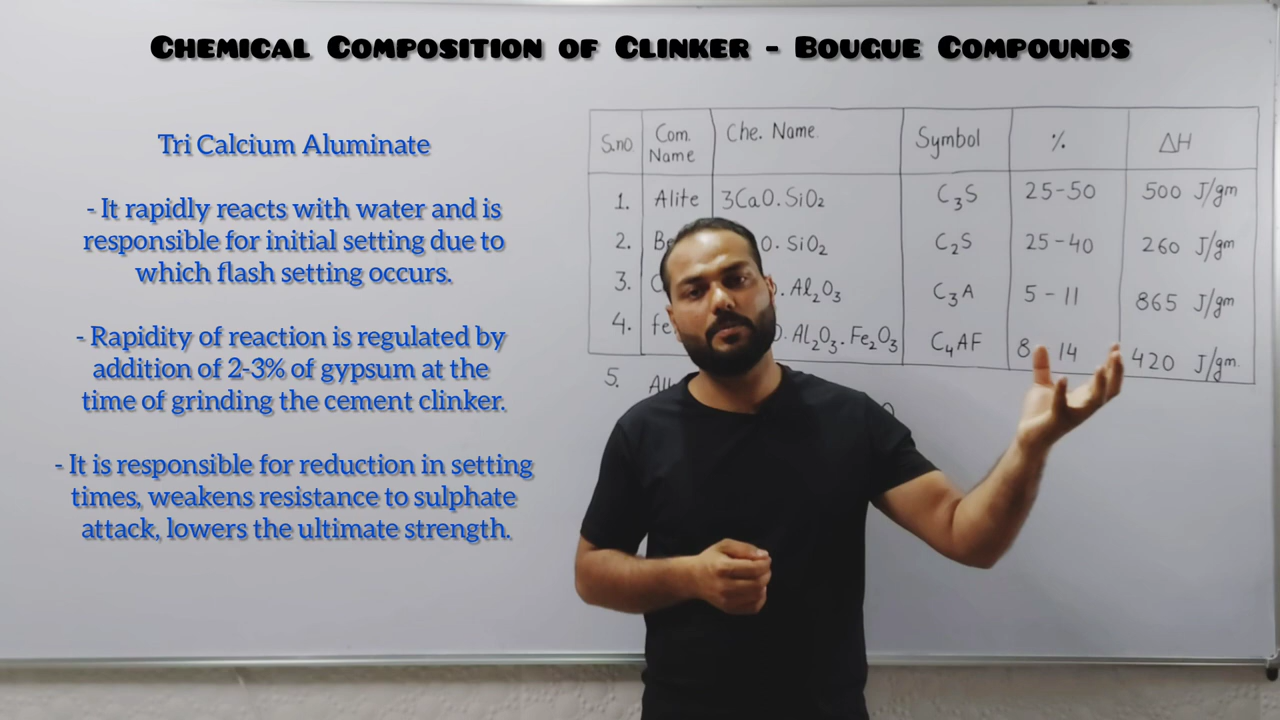 Chemical Composition of Clinker - Bougue Compounds
Tri Calcium Aluminate
- It rapidly reacts with water and is
responsible for initial setting due to
which flash setting occurs.
- Rapidity of reaction is regulated by
addition of 2-3% of gypsum at the
time of grinding the cement clinker.
- It is responsible for reduction in setting
times, weakens resistance to sulphate
attack, lowers the ultimate strength.
S.no. Com. Name Che. Name. Symbol % ΔH
1. Alite 3CaO.SiO₂ C₃S 25-50 500 J/gm
2. O.SiO₂ C₂S 25-40 260 J/gm
3. .Al₂O₃ C₃A 5-11 865 J/gm
4. .Al₂O₃.Fe₂O₃ C₄AF 8 14 420 J/gm.
5.